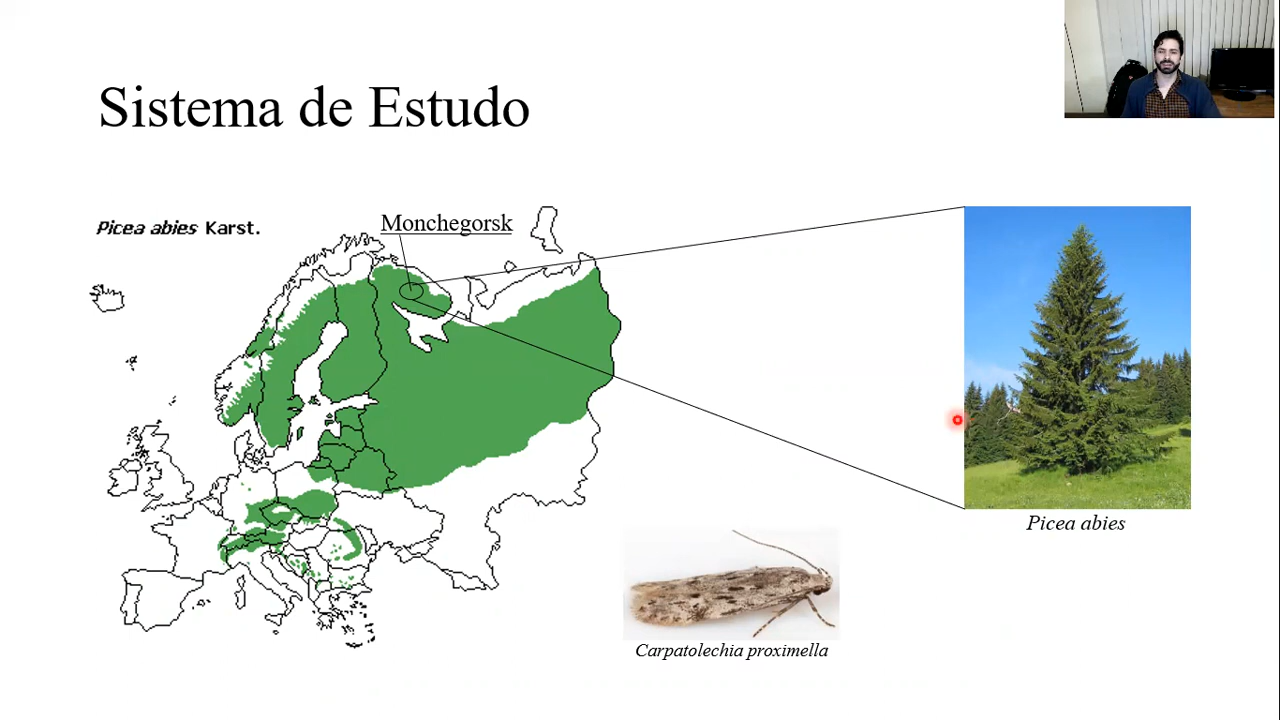 Sistema de Estudo
Picea abies Karst.
Monchegorsk
Picea abies
Carpatolechia proximella